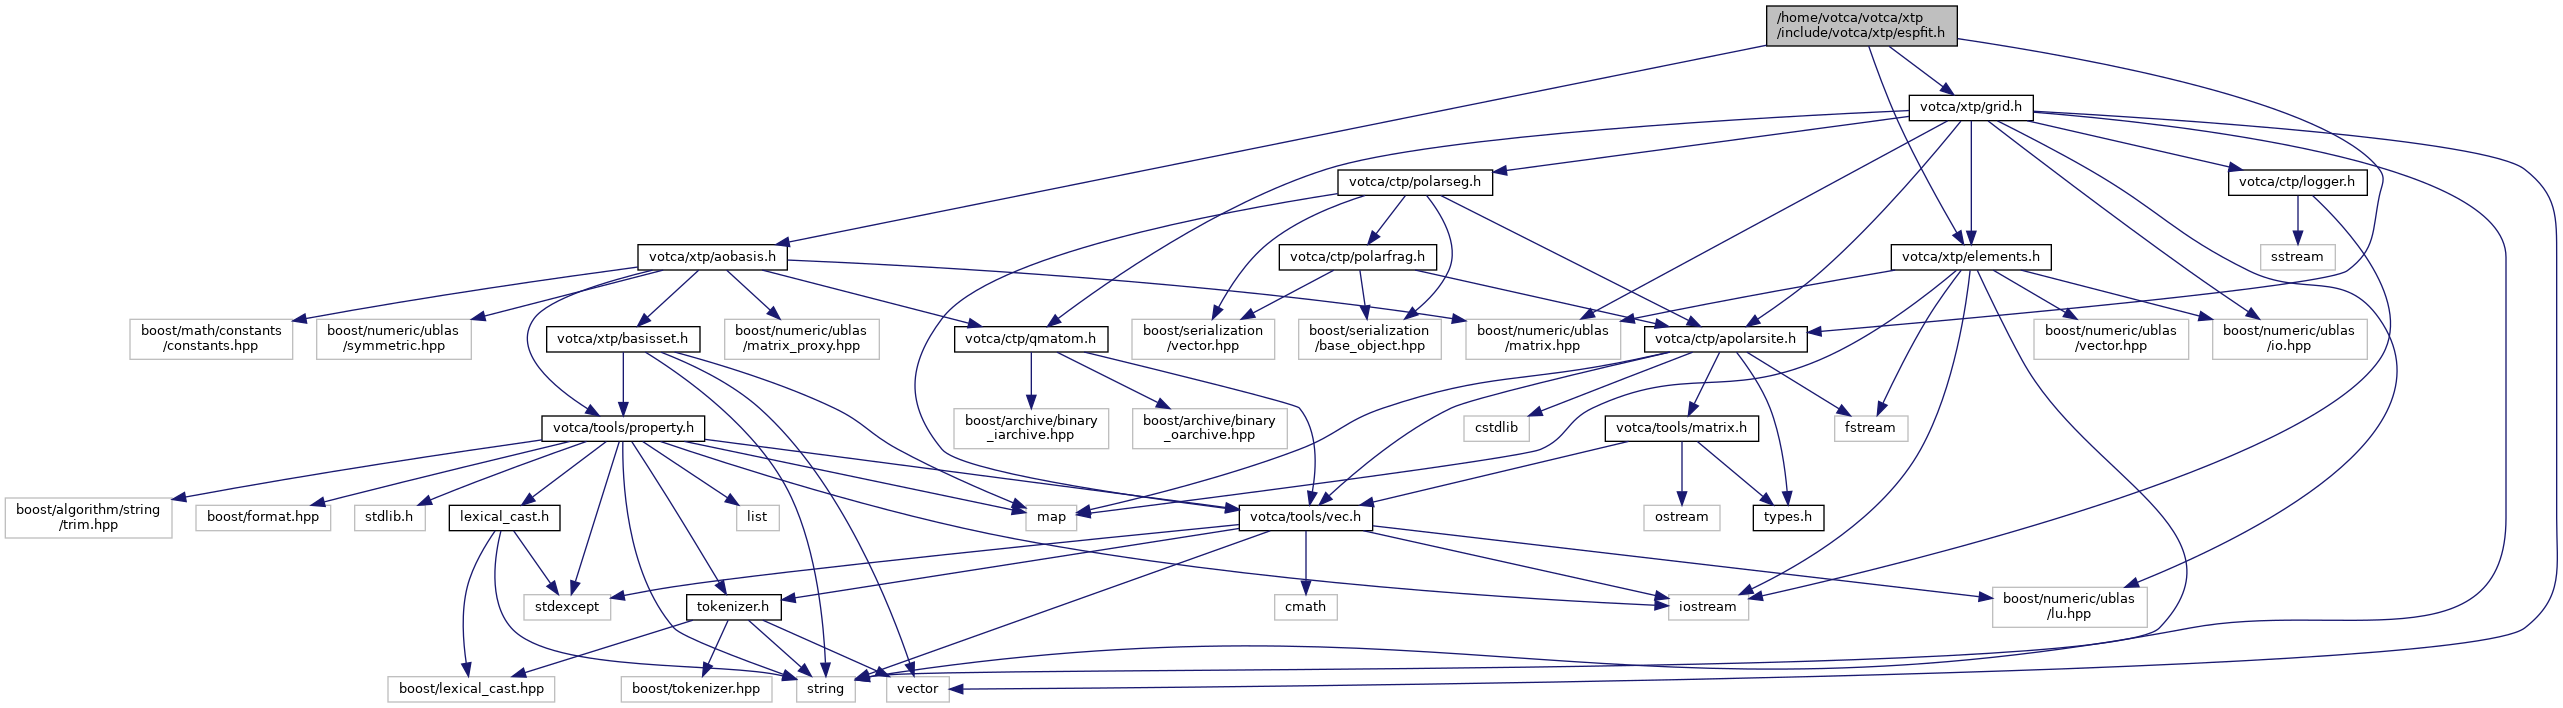 /home/votca/votca/xtp
/include/votca/xtp/espfit.h
votca/xtp/grid.h
votca/ctp/polarseg.h
votca/ctp/logger.h
votca/xtp/aobasis.h
votca/ctp/polarfrag.h
votca/xtp/elements.h
sstream
boost/math/constants
/constants.hpp
boost/numeric/ublas
/symmetric.hpp
votca/xtp/basisset.h
boost/numeric/ublas
/matrix_proxy.hpp
votca/ctp/qmatom.h
boost/serialization
/vector.hpp
boost/serialization
/base_object.hpp
boost/numeric/ublas
/matrix.hpp
votca/ctp/apolarsite.h
boost/numeric/ublas
/vector.hpp
boost/numeric/ublas
/io.hpp
votca/tools/property.h
boost/archive/binary
_iarchive.hpp
boost/archive/binary
_oarchive.hpp
cstdlib
votca/tools/matrix.h
fstream
boost/algorithm/string
/trim.hpp
boost/format.hpp
stdlib.h
lexical_cast.h
list
map
votca/tools/vec.h
ostream
types.h
stdexcept
tokenizer.h
cmath
iostream
boost/numeric/ublas
/lu.hpp
boost/lexical_cast.hpp
boost/tokenizer.hpp
string
vector